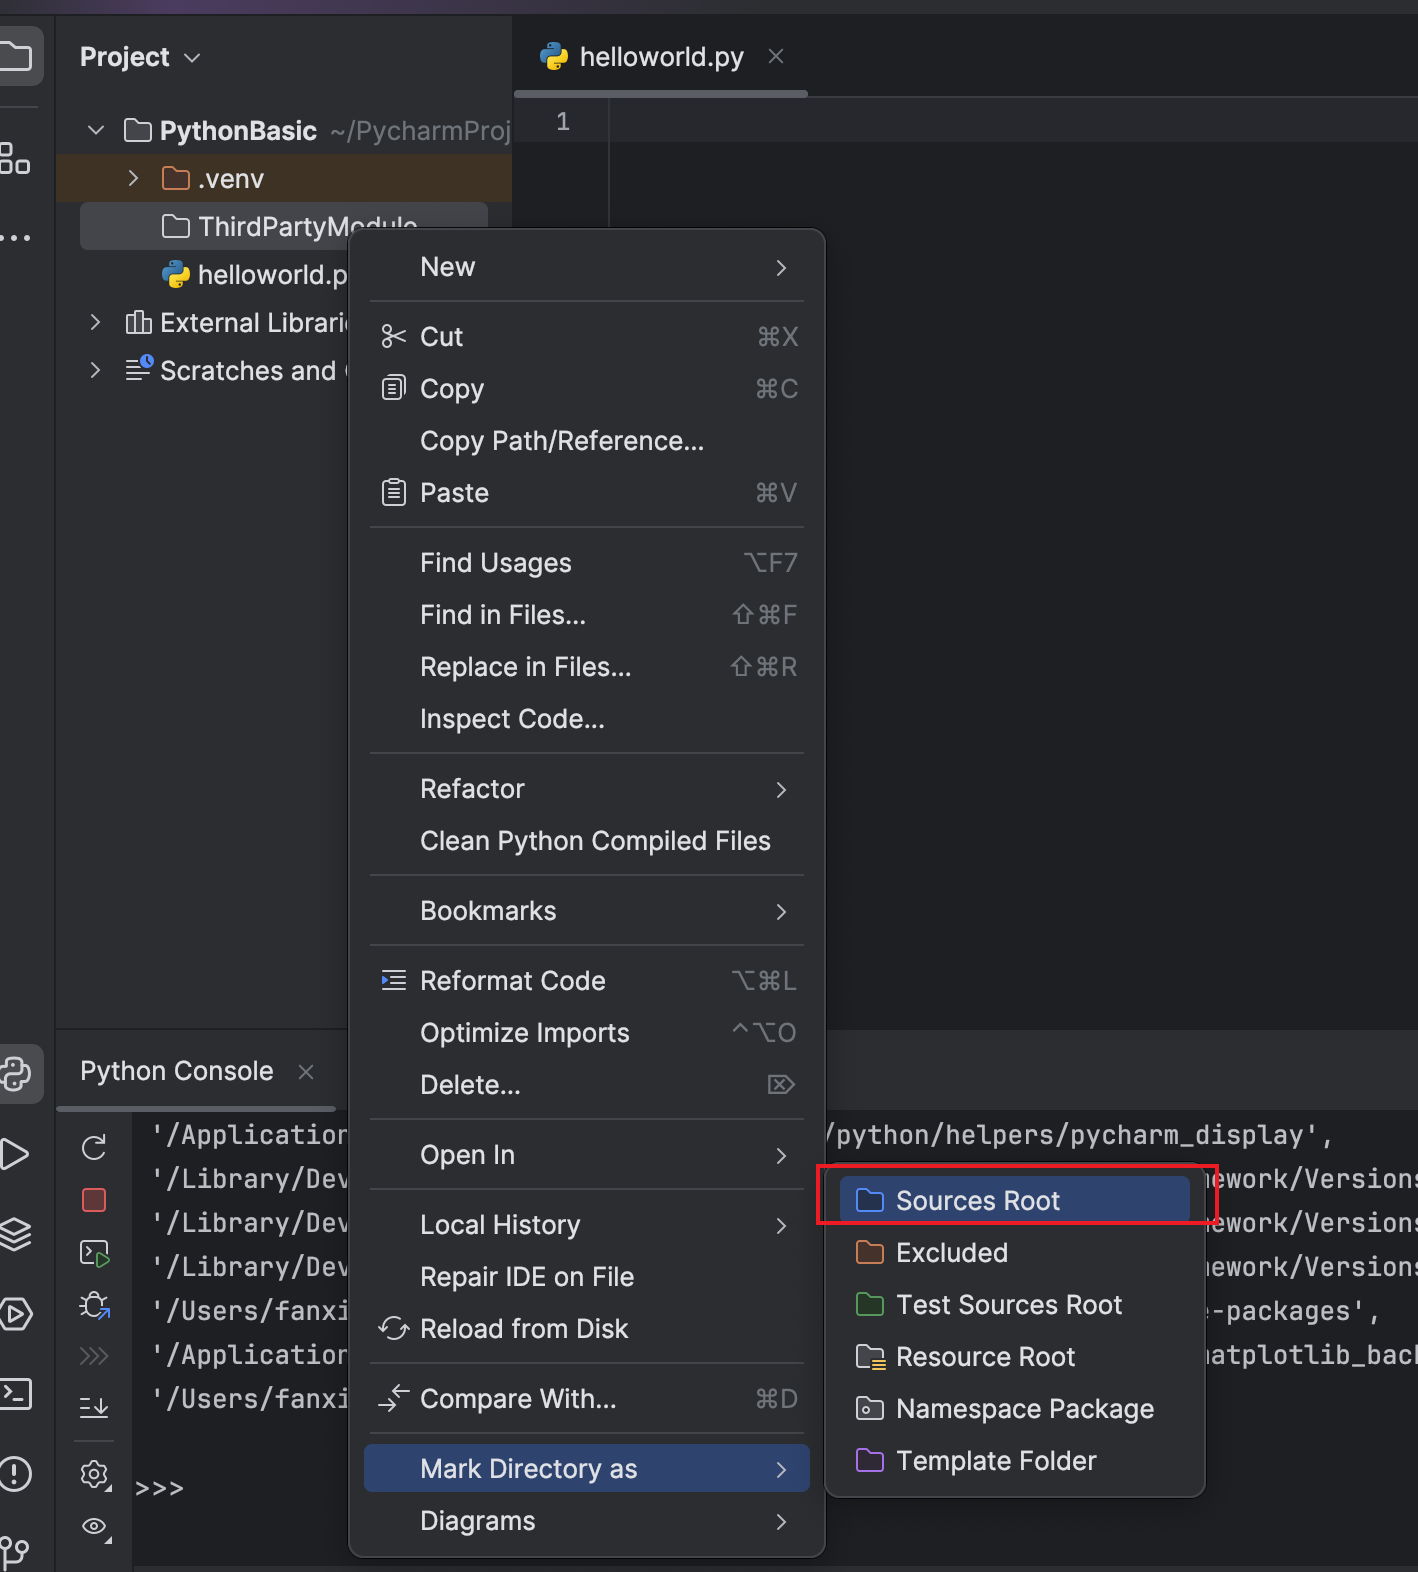 Project
helloworld.py
PythonBasic ~/PycharmProj
1
.venv
ThirdPartyModule
helloworld.p
External Librari
Scratches and
New
Cut ⌘X
Copy ⌘C
Copy Path/Reference...
Paste ⌘V
Find Usages ⌥F7
Find in Files... ⇧⌘F
Replace in Files... ⇧⌘R
Inspect Code...
Refactor
Clean Python Compiled Files
Bookmarks
Reformat Code ⌥⌘L
Optimize Imports ^⌥O
Delete... ⌦
Open In
Local History
Repair IDE on File
Reload from Disk
Compare With... ⌘D
Mark Directory as
Diagrams
Sources Root
Excluded
Test Sources Root
Resource Root
Namespace Package
Template Folder
Python Console
'/Application /python/helpers/pycharm_display',
'/Library/Dev ework/Versions
'/Library/Dev ework/Versions
'/Library/Dev ework/Versions
'/Users/fanxi -packages',
'/Application atplotlib_back
'/Users/fanxi
>>>